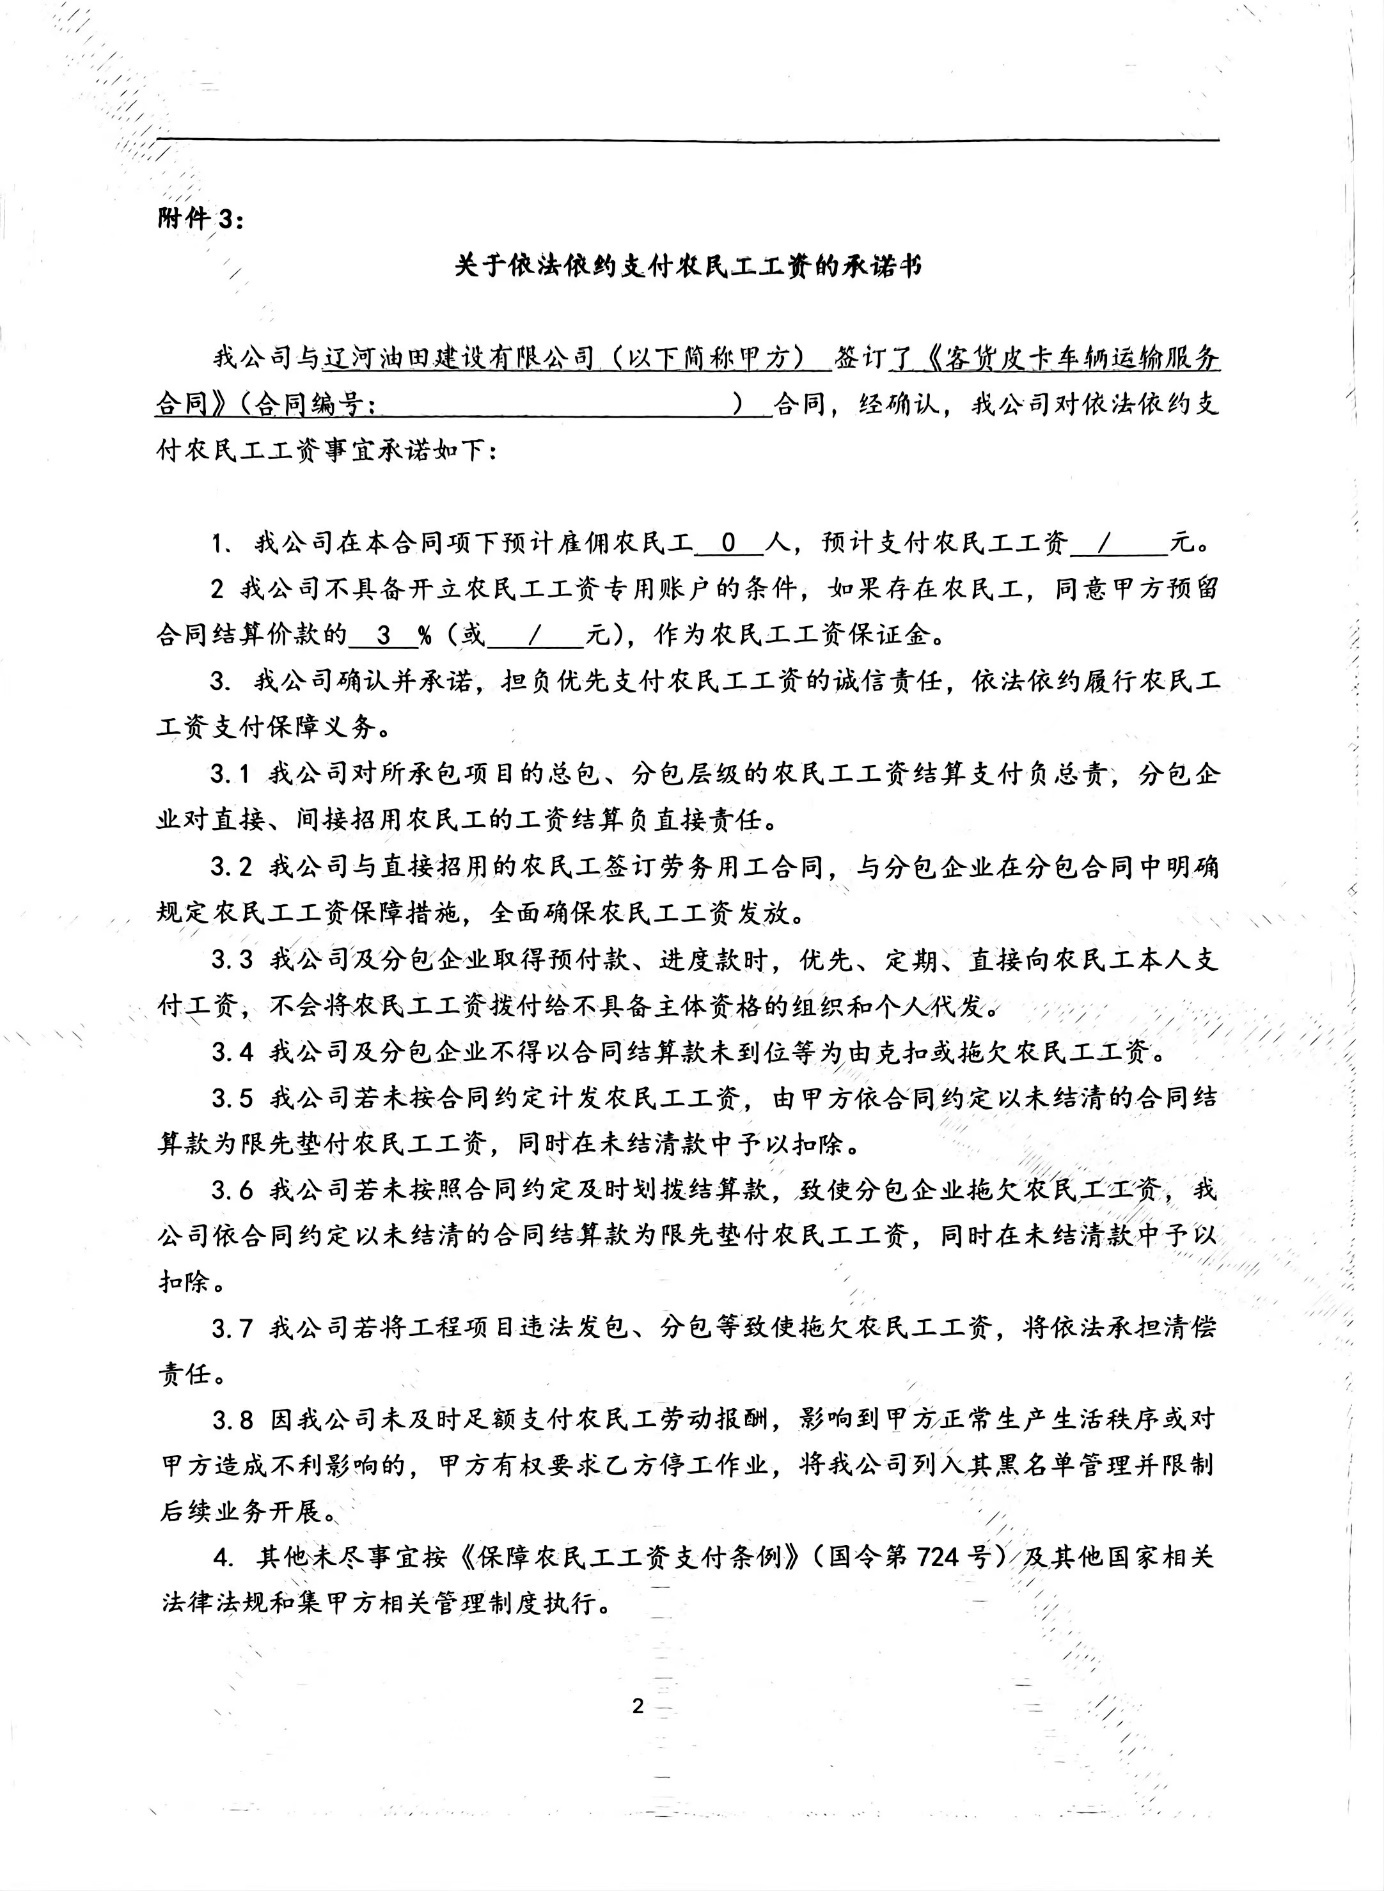 附件3：
关于依法依约支付农民工工资的承诺书
我公司与辽河油田建设有限公司（以下简称甲方） 签订了《客货皮卡车辆运输服务
合同》（合同编号： ） 合同，经确认，我公司对依法依约支
付农民工工资事宜承诺如下：
1. 我公司在本合同项下预计雇佣农民工 0 人，预计支付农民工工资 / 元。
2 我公司不具备开立农民工工资专用账户的条件，如果存在农民工，同意甲方预留
合同结算价款的 3 %（或 / 元），作为农民工工资保证金。
3. 我公司确认并承诺，担负优先支付农民工工资的诚信责任，依法依约履行农民工
工资支付保障义务。
3.1 我公司对所承包项目的总包、分包层级的农民工工资结算支付负总责，分包企
业对直接、间接招用农民工的工资结算负直接责任。
3.2 我公司与直接招用的农民工签订劳务用工合同，与分包企业在分包合同中明确
规定农民工工资保障措施，全面确保农民工工资发放。
3.3 我公司及分包企业取得预付款、进度款时，优先、定期、直接向农民工本人支
付工资，不会将农民工工资拨付给不具备主体资格的组织和个人代发。
3.4 我公司及分包企业不得以合同结算款未到位等为由克扣或拖欠农民工工资。
3.5 我公司若未按合同约定计发农民工工资，由甲方依合同约定以未结清的合同结
算款为限先垫付农民工工资，同时在未结清款中予以扣除。
3.6 我公司若未按照合同约定及时划拨结算款，致使分包企业拖欠农民工工资，我
公司依合同约定以未结清的合同结算款为限先垫付农民工工资，同时在未结清款中予以
扣除。
3.7 我公司若将工程项目违法发包、分包等致使拖欠农民工工资，将依法承担清偿
责任。
3.8 因我公司未及时足额支付农民工劳动报酬，影响到甲方正常生产生活秩序或对
甲方造成不利影响的，甲方有权要求乙方停工作业，将我公司列入其黑名单管理并限制
后续业务开展。
4. 其他未尽事宜按《保障农民工工资支付条例》（国令第 724 号）及其他国家相关
法律法规和集甲方相关管理制度执行。
2